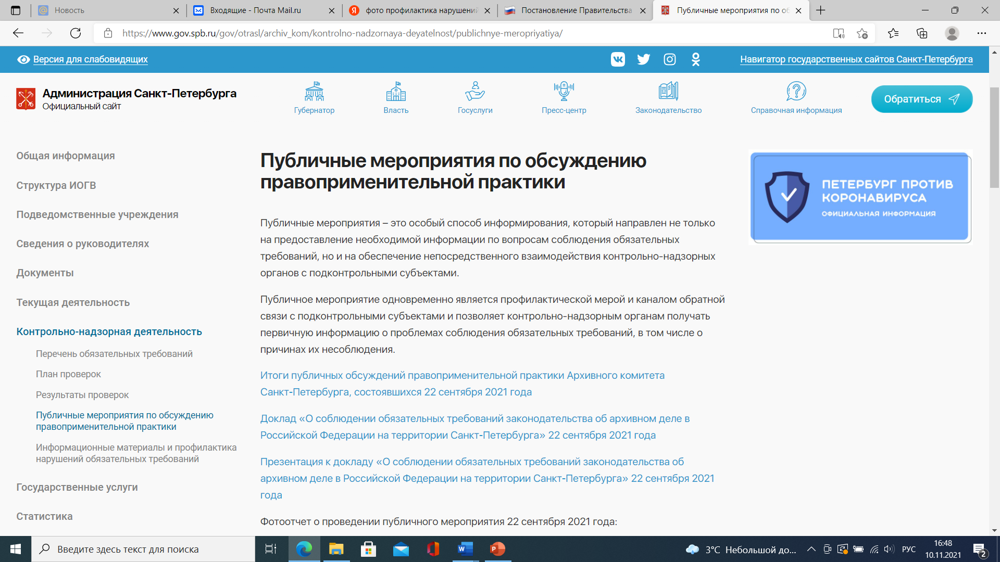 Новость
Входящие - Почта Mail.ru
фото профилактика нарушений
Постановление Правительства
Публичные мероприятия по об
https://www.gov.spb.ru/gov/otrasl/archiv_kom/kontrolno-nadzornaya-deyatelnost/publichnye-meropriyatiya/
Версия для слабовидящих
Навигатор государственных сайтов Санкт-Петербурга
Администрация Санкт-Петербурга
Официальный сайт
Губернатор
Власть
Госуслуги
Пресс-центр
Законодательство
Справочная информация
Обратиться
Общая информация
Структура ИОГВ
Подведомственные учреждения
Сведения о руководителях
Документы
Текущая деятельность
Контрольно-надзорная деятельность
Перечень обязательных требований
План проверок
Результаты проверок
Публичные мероприятия по обсуждению
правоприменительной практики
Информационные материалы и профилактика
нарушений обязательных требований
Государственные услуги
Статистика
Публичные мероприятия по обсуждению
правоприменительной практики
Публичные мероприятия – это особый способ информирования, который направлен не только
на предоставление необходимой информации по вопросам соблюдения обязательных
требований, но и на обеспечение непосредственного взаимодействия контрольно-надзорных
органов с подконтрольными субъектами.
Публичное мероприятие одновременно является профилактической мерой и каналом обратной
связи с подконтрольными субъектами и позволяет контрольно-надзорным органам получать
первичную информацию о проблемах соблюдения обязательных требований, в том числе о
причинах их несоблюдения.
Итоги публичных обсуждений правоприменительной практики Архивного комитета
Санкт-Петербурга, состоявшихся 22 сентября 2021 года
Доклад «О соблюдении обязательных требований законодательства об архивном деле в
Российской Федерации на территории Санкт-Петербурга» 22 сентября 2021 года
Презентация к докладу «О соблюдении обязательных требований законодательства об
архивном деле в Российской Федерации на территории Санкт-Петербурга» 22 сентября 2021
года
Фотоотчет о проведении публичного мероприятия 22 сентября 2021 года:
ПЕТЕРБУРГ ПРОТИВ
КОРОНАВИРУСА
ОФИЦИАЛЬНАЯ ИНФОРМАЦИЯ
Введите здесь текст для поиска
3°C Небольшой до...
РУС
16:48
10.11.2021
2